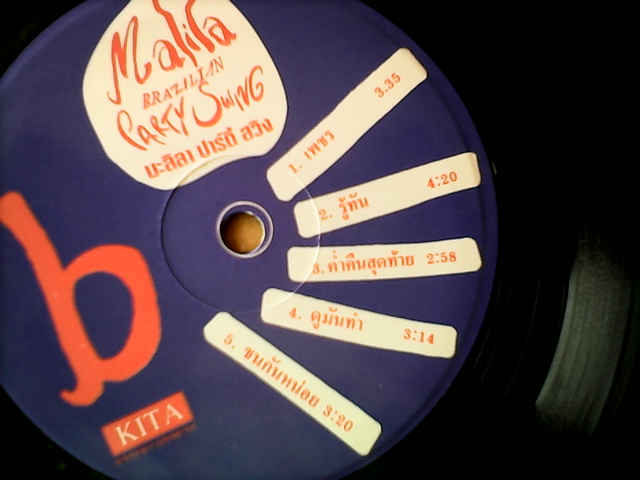 Malila
BRAZILIAN
PARTY SWING
มะลิลา ปาร์ตี้ สวิง
1. เพชร 3.35
2. รู้ทัน 4:20
3. ค่ำคืนสุดท้าย 2:58
4. ดูมันทำ 3:14
5. ชนกันหน่อย 3:20
b
KITA